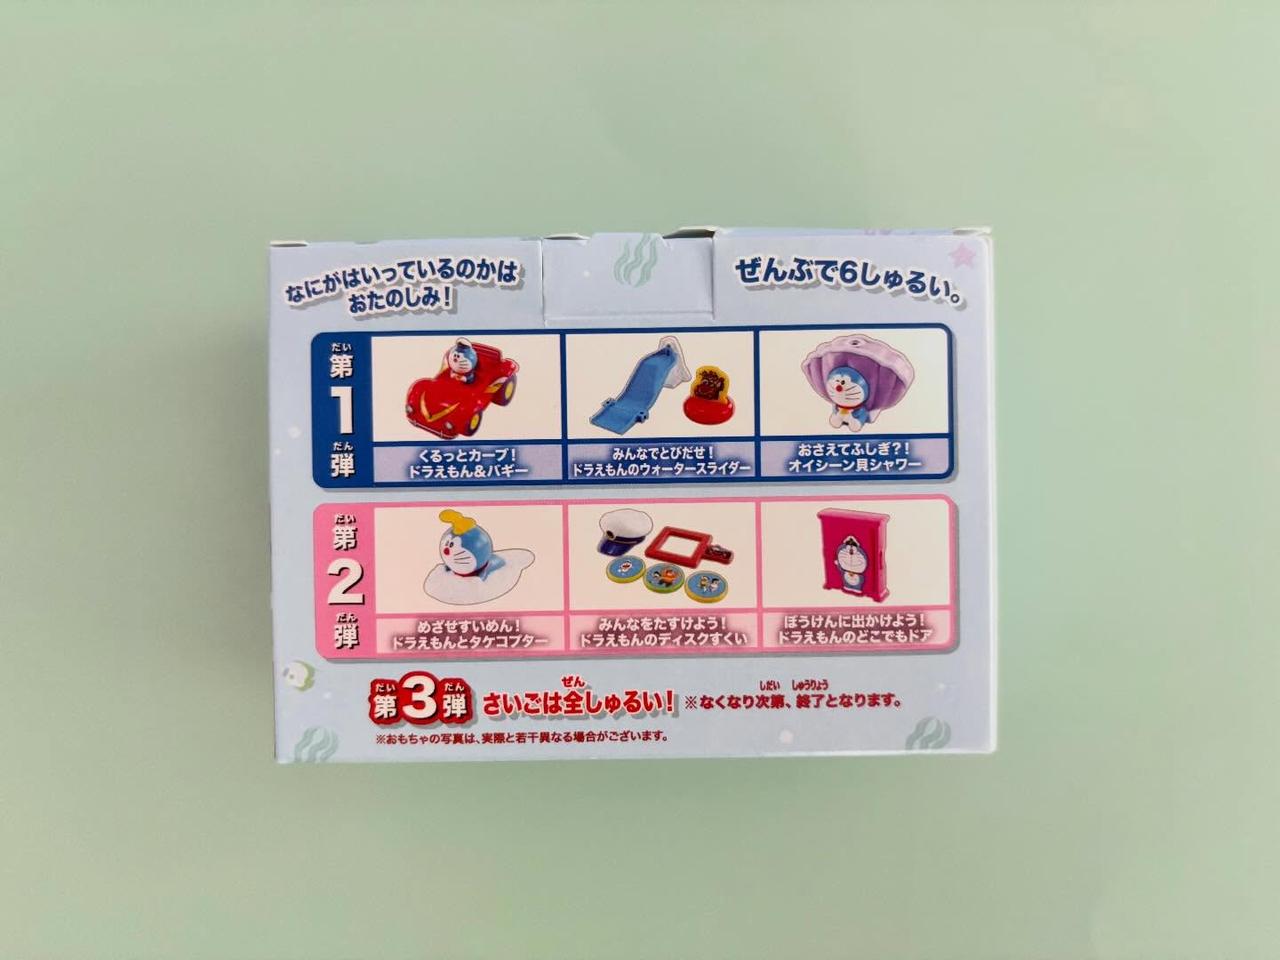 なにがはいっているのかは
おたのしみ!
ぜんぶで6しゅるい。
だい
第
1
だん
弾
くるっとカーブ!
ドラえもん&バギー
みんなでとびだせ!
ドラえもんのウォータースライダー
おさえてふしぎ?!
オイシーン貝シャワー
だい
第
2
だん
弾
めざせすいめん!
ドラえもんとタケコプター
みんなをたすけよう!
ドラえもんのディスクすくい
ぼうけんに出かけよう!
ドラえもんのどこでもドア
だい だん ぜん しだい しゅうりょう
第3弾 さいごは全しゅるい! ※なくなり次第、終了となります。
※おもちゃの写真は、実際と若干異なる場合がございます。